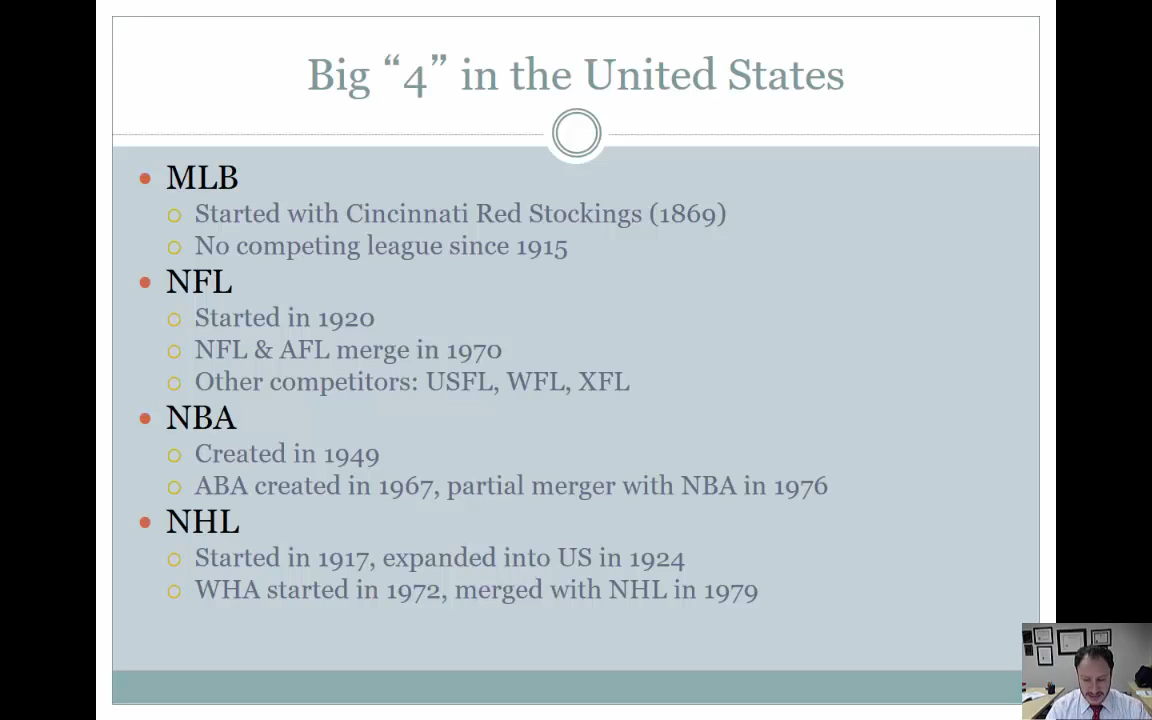 Big “4” in the United States
MLB
Started with Cincinnati Red Stockings (1869)
No competing league since 1915
NFL
Started in 1920
NFL & AFL merge in 1970
Other competitors: USFL, WFL, XFL
NBA
Created in 1949
ABA created in 1967, partial merger with NBA in 1976
NHL
Started in 1917, expanded into US in 1924
WHA started in 1972, merged with NHL in 1979